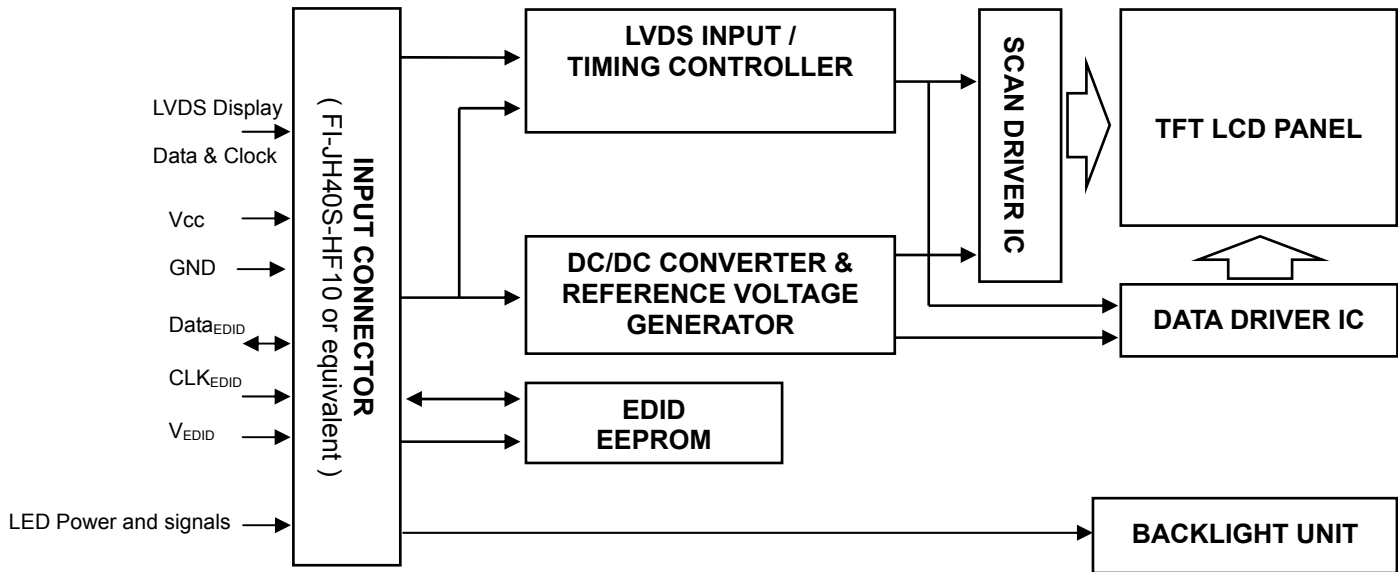 LVDS Display
Data & Clock
Vcc
GND
DataEDID
CLKEDID
VEDID
LED Power and signals
INPUT CONNECTOR
( FI-JH40S-HF10 or equivalent )
LVDS INPUT /
TIMING CONTROLLER
DC/DC CONVERTER &
REFERENCE VOLTAGE
GENERATOR
EDID
EEPROM
SCAN DRIVER IC
TFT LCD PANEL
DATA DRIVER IC
BACKLIGHT UNIT